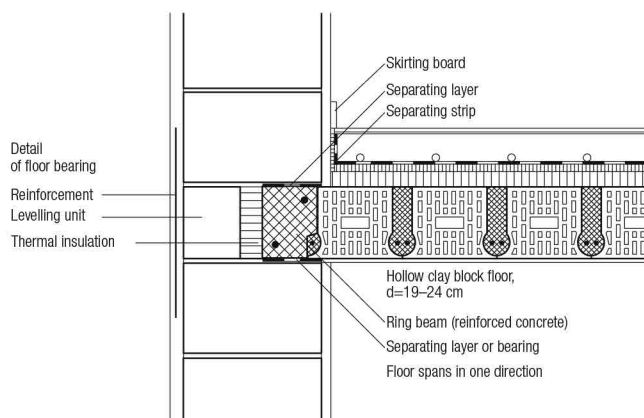 Skirting board
Separating layer
Separating strip
Detail
of floor bearing
Reinforcement
Levelling unit
Thermal insulation
Hollow clay block floor,
d=19–24 cm
Ring beam (reinforced concrete)
Separating layer or bearing
Floor spans in one direction